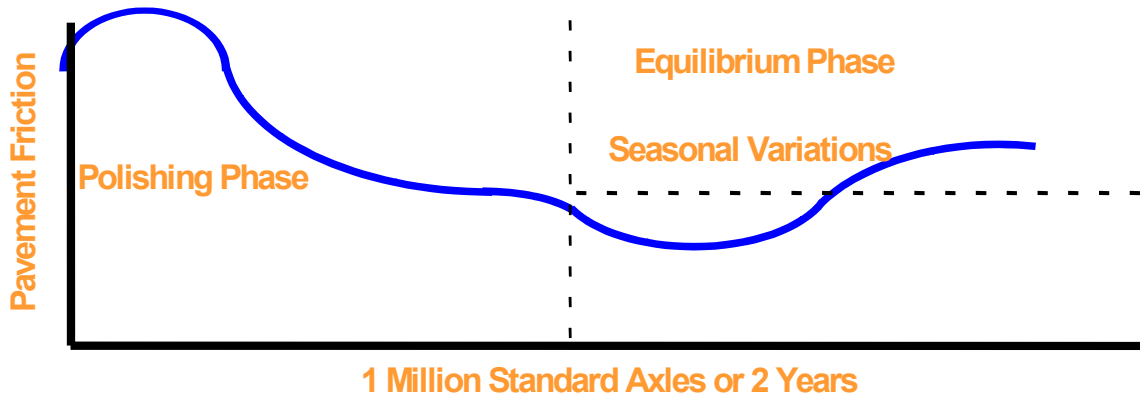 Pavement Friction
Equilibrium Phase
Seasonal Variations
Polishing Phase
1 Million Standard Axles or 2 Years